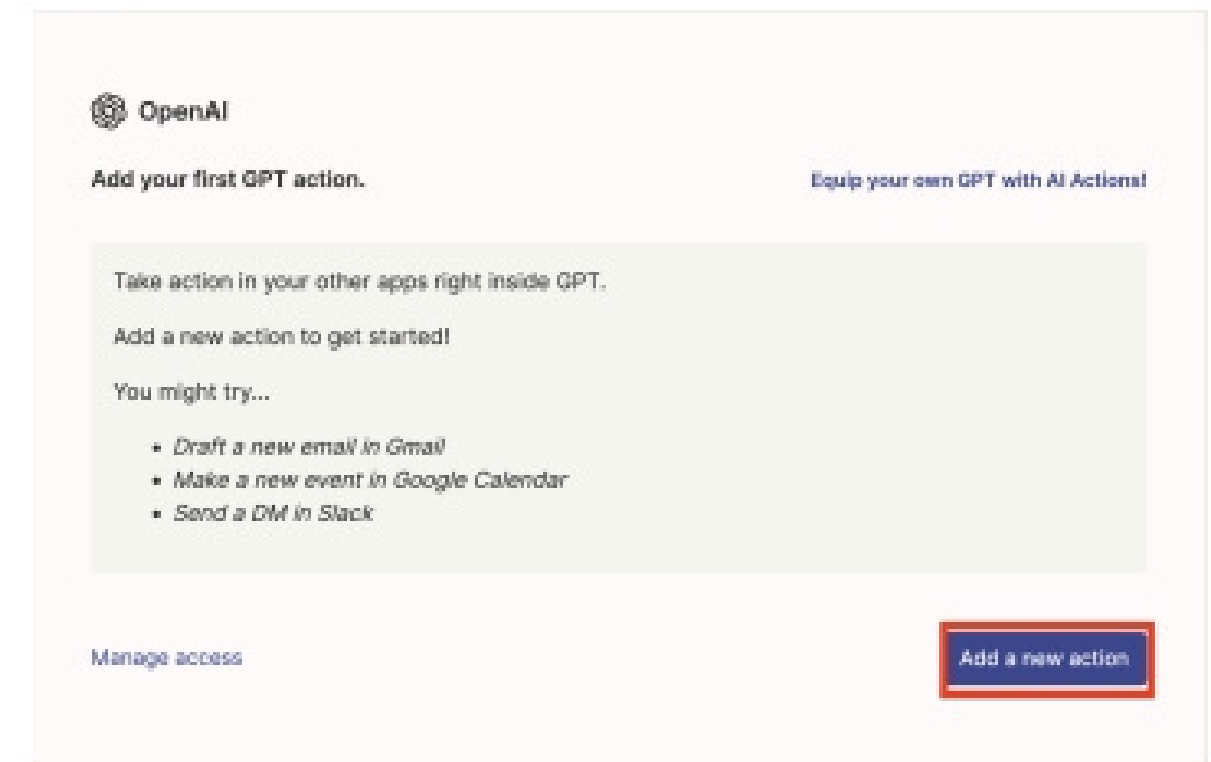 OpenAI
Add your first GPT action.
Equip your own GPT with AI Actions!
Take action in your other apps right inside GPT.
Add a new action to get started!
You might try...
• Draft a new email in Gmail
• Make a new event in Google Calendar
• Send a DM in Slack
Manage access
Add a new action